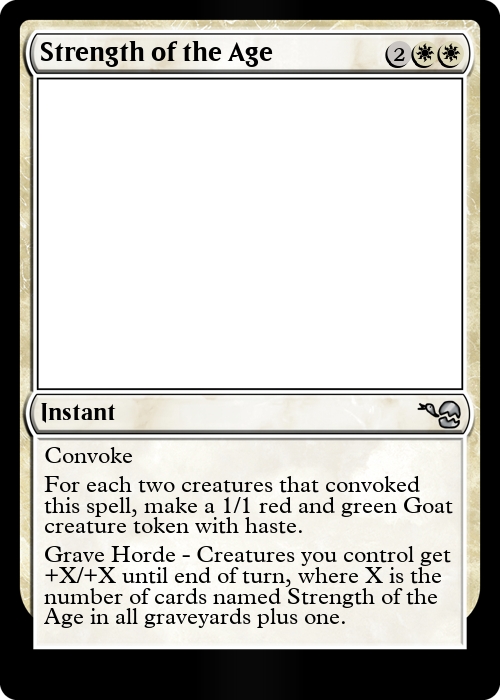 Strength of the Age 2
Instant
Convoke
For each two creatures that convoked
this spell, make a 1/1 red and green Goat
creature token with haste.
Grave Horde - Creatures you control get
+X/+X until end of turn, where X is the
number of cards named Strength of the
Age in all graveyards plus one.